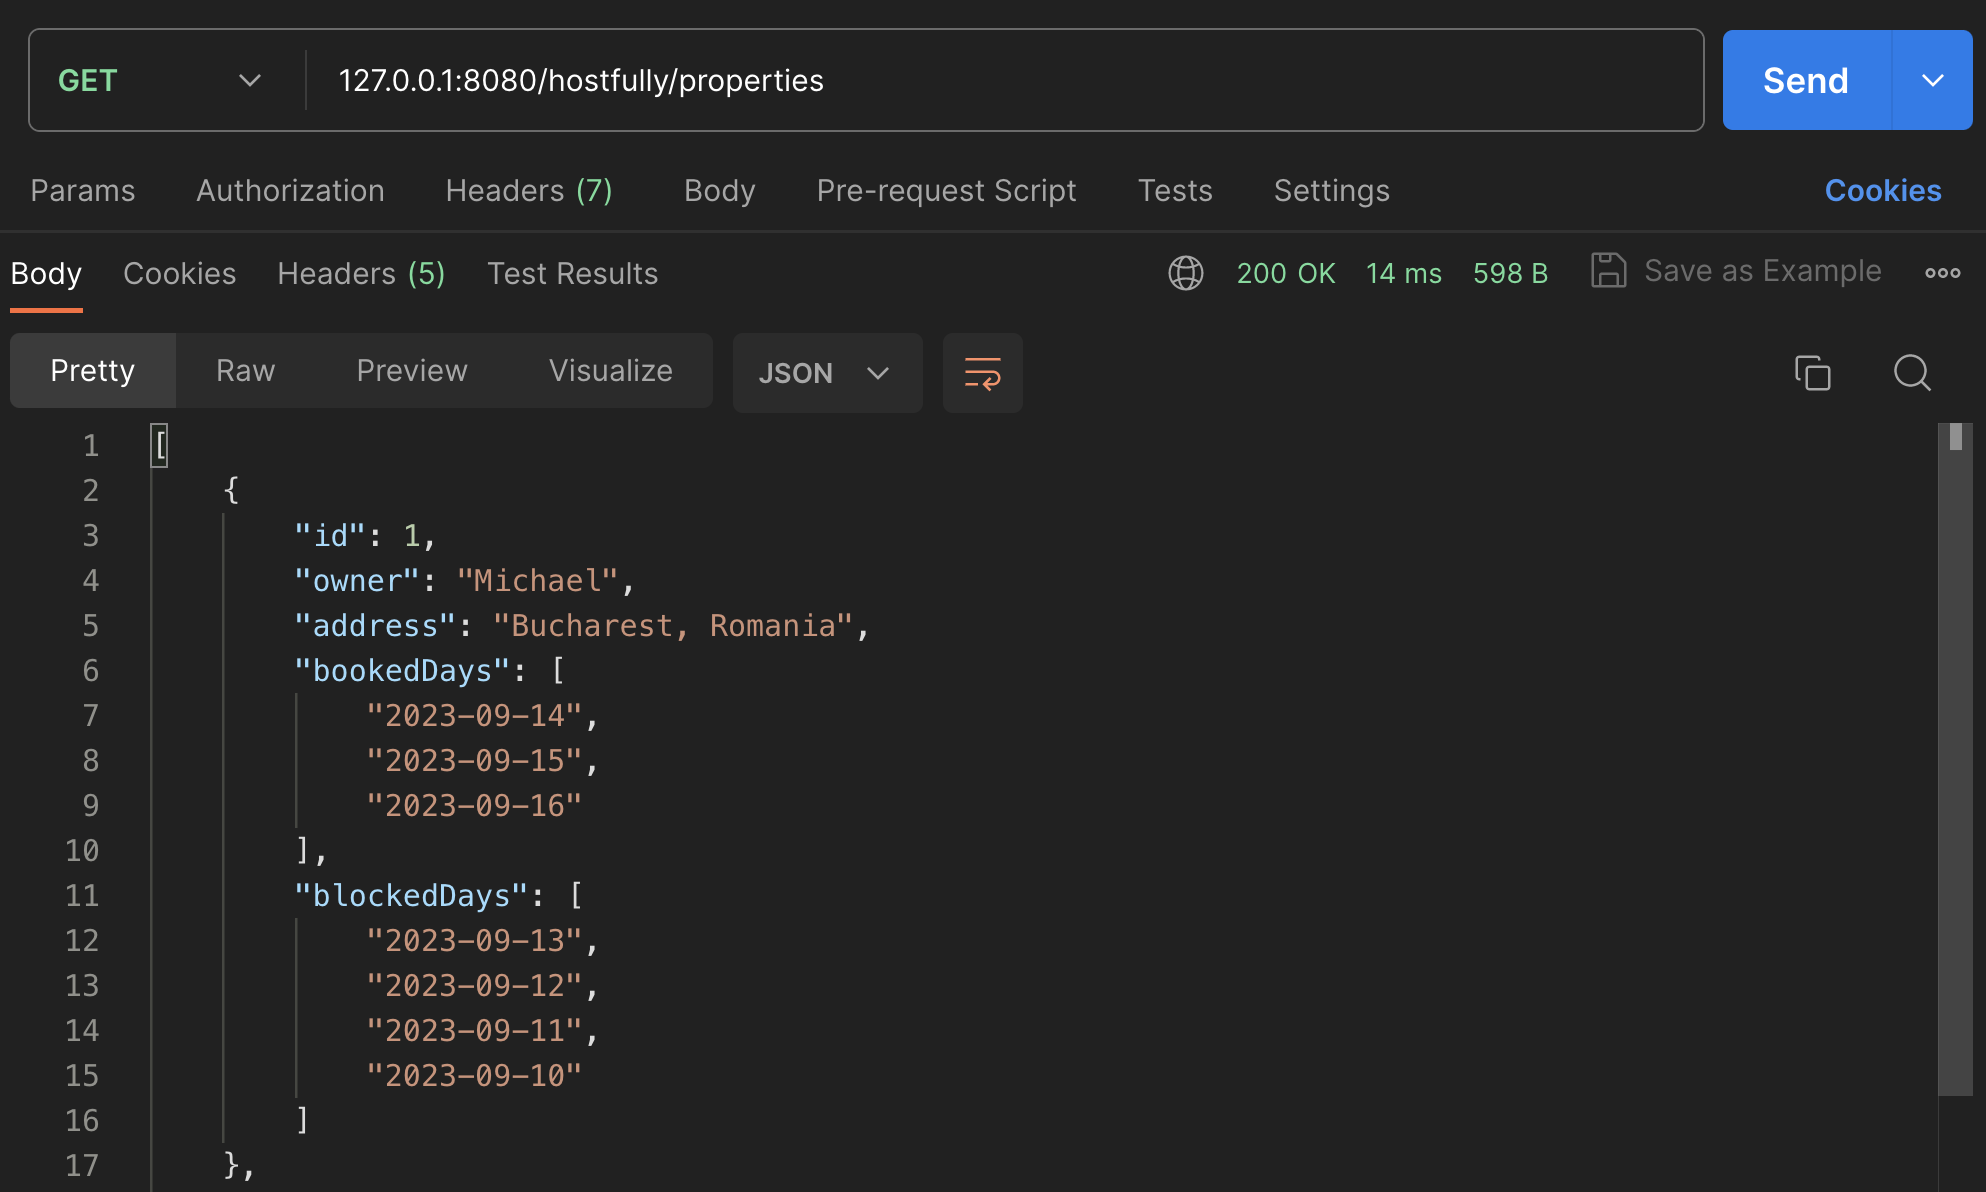 GET 127.0.0.1:8080/hostfully/properties Send
Params Authorization Headers (7) Body Pre-request Script Tests Settings Cookies
Body Cookies Headers (5) Test Results 200 OK 14 ms 598 B Save as Example
Pretty Raw Preview Visualize JSON
1 [
2 {
3 "id": 1,
4 "owner": "Michael",
5 "address": "Bucharest, Romania",
6 "bookedDays": [
7 "2023-09-14",
8 "2023-09-15",
9 "2023-09-16"
10 ],
11 "blockedDays": [
12 "2023-09-13",
13 "2023-09-12",
14 "2023-09-11",
15 "2023-09-10"
16 ]
17 },